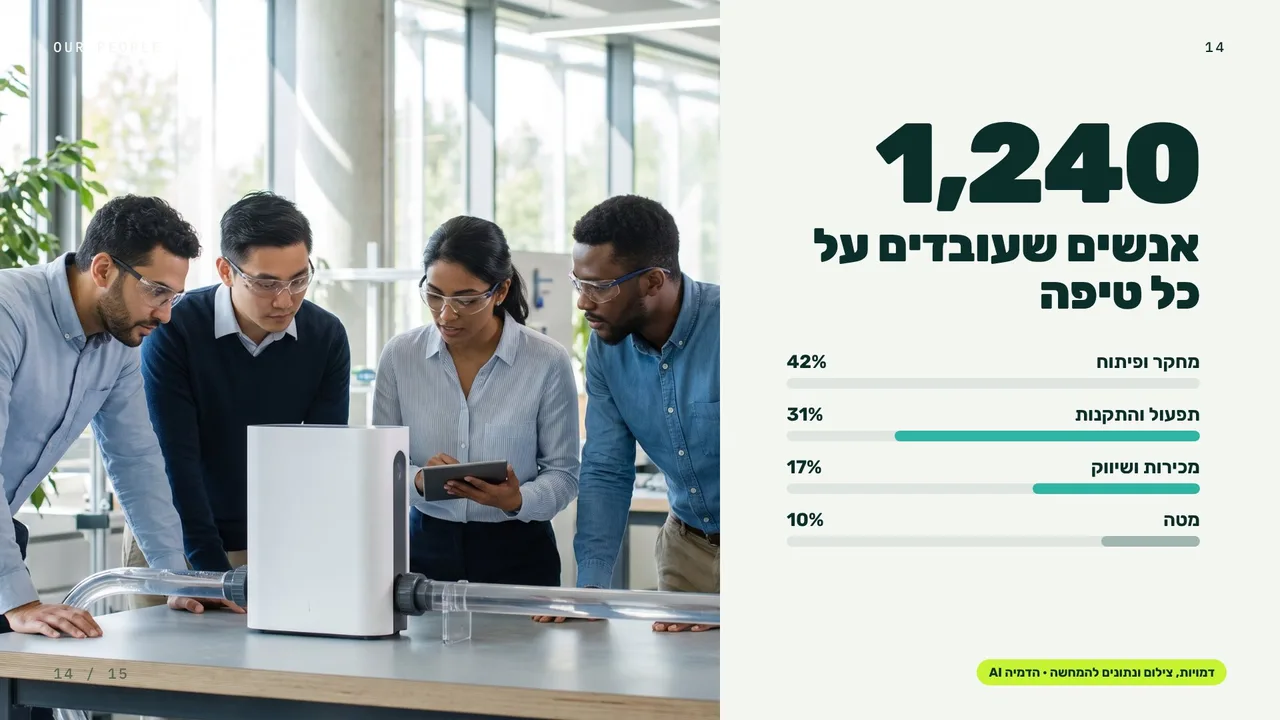 OUR PEOPLE
14
1,240
אנשים שעובדים על
כל טיפה
מחקר ופיתוח 42%
תפעול והתקנות 31%
מכירות ושיווק 17%
מטה 10%
דמויות, צילום ונתונים להמחשה • הדמיה AI
14 / 15